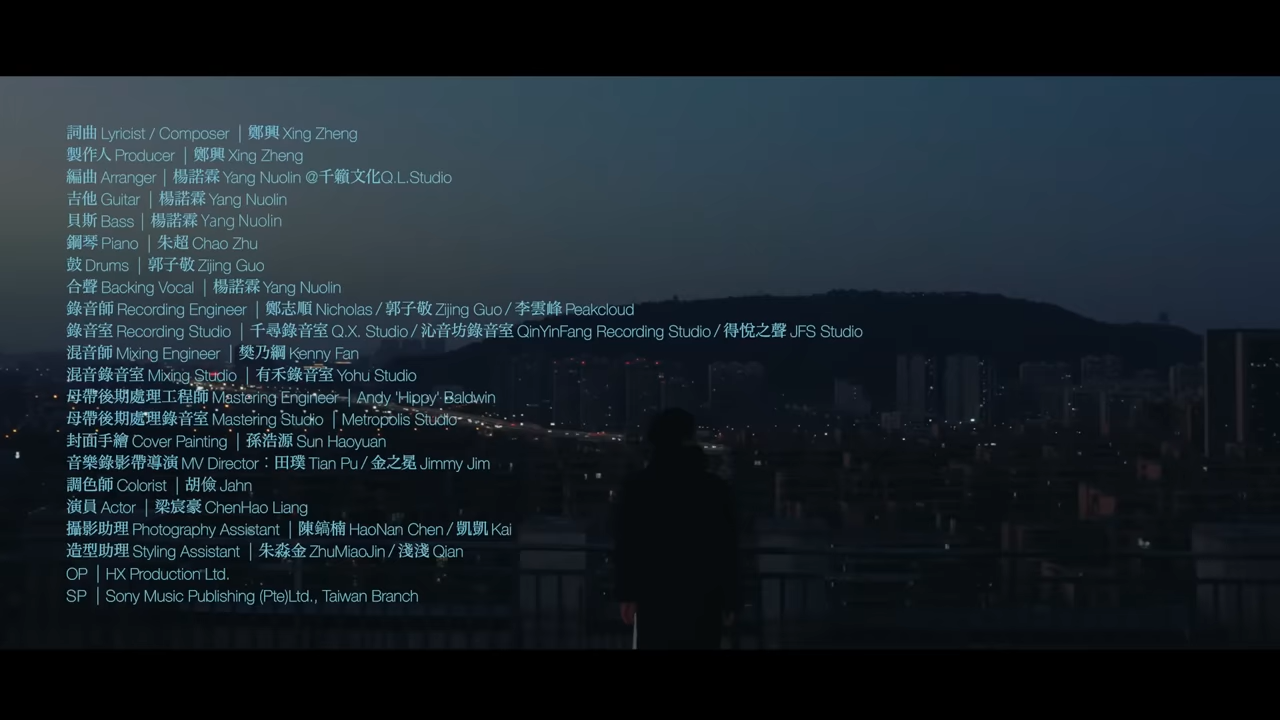 詞曲 Lyricist / Composer ｜鄭興 Xing Zheng
製作人 Producer ｜鄭興 Xing Zheng
編曲 Arranger ｜楊諾霖 Yang Nuolin @千籟文化Q.L.Studio
吉他 Guitar ｜楊諾霖 Yang Nuolin
貝斯 Bass ｜楊諾霖 Yang Nuolin
鋼琴 Piano ｜朱超 Chao Zhu
鼓 Drums ｜郭子敬 Zijing Guo
合聲 Backing Vocal ｜楊諾霖 Yang Nuolin
錄音師 Recording Engineer ｜鄭志順 Nicholas / 郭子敬 Zijing Guo / 李雲峰 Peakcloud
錄音室 Recording Studio ｜千尋錄音室 Q.X. Studio / 沁音坊錄音室 QinYinFang Recording Studio / 得悅之聲 JFS Studio
混音師 Mixing Engineer ｜樊乃綱 Kenny Fan
混音錄音室 Mixing Studio ｜有禾錄音室 Yohu Studio
母帶後期處理工程師 Mastering Engineer｜Andy 'Hippy' Baldwin
母帶後期處理錄音室 Mastering Studio ｜Metropolis Studio
封面手繪 Cover Painting ｜孫浩源 Sun Haoyuan
音樂錄影帶導演 MV Director：田璞 Tian Pu / 金之冕 Jimmy Jim
調色師 Colorist ｜胡儉 Jahn
演員 Actor ｜梁宸豪 ChenHao Liang
攝影助理 Photography Assistant ｜陳鎬楠 HaoNan Chen / 凱凱 Kai
造型助理 Styling Assistant ｜朱淼金 ZhuMiaoJin / 淺淺 Qian
OP ｜HX Production Ltd.
SP ｜Sony Music Publishing (Pte)Ltd., Taiwan Branch